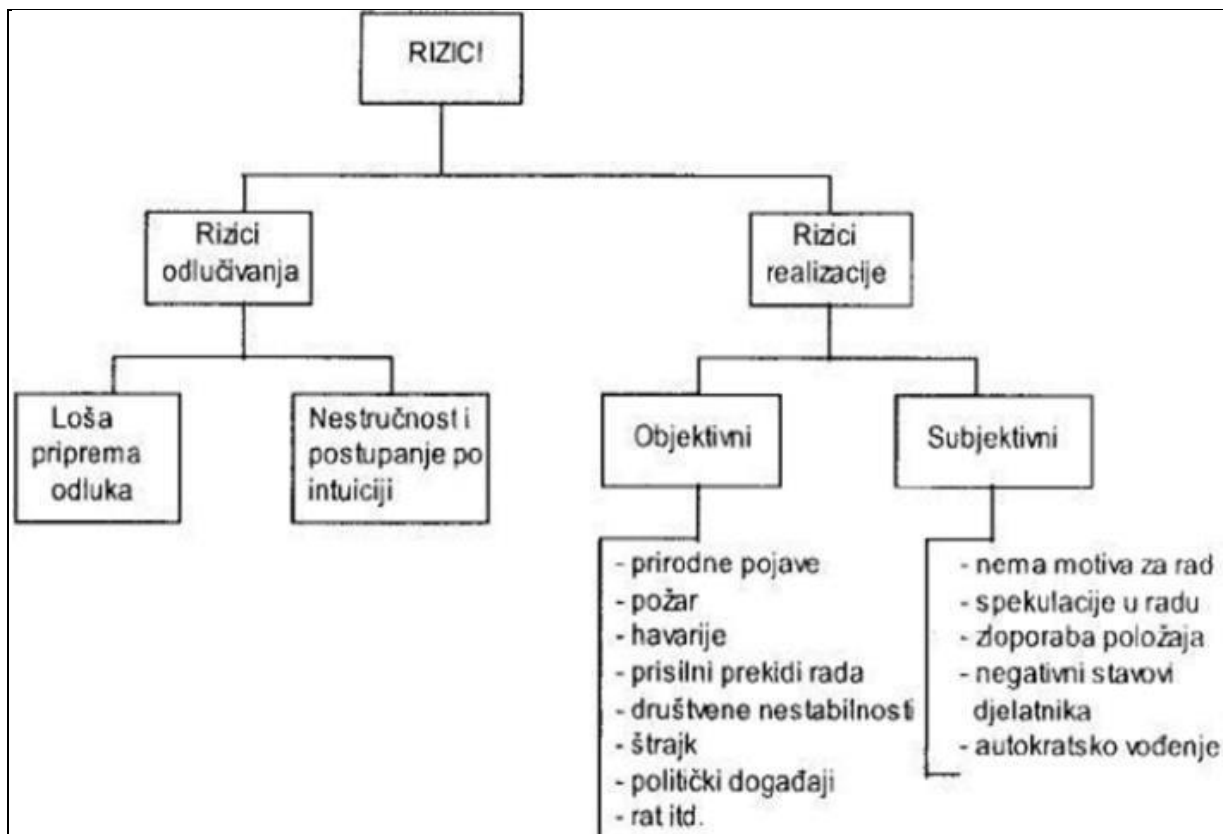 RIZICI
Rizici
odlučivanja
Rizici
realizacije
Loša
priprema
odluka
Nestručnost i
postupanje po
intuiciji
Objektivni
Subjektivni
- prirodne pojave
- požar
- havarije
- prisilni prekidi rada
- društvene nestabilnosti
- štrajk
- politički događaji
- rat itd.
- nema motiva za rad
- spekulacije u radu
- zloporaba položaja
- negativni stavovi
djelatnika
- autokratsko vođenje